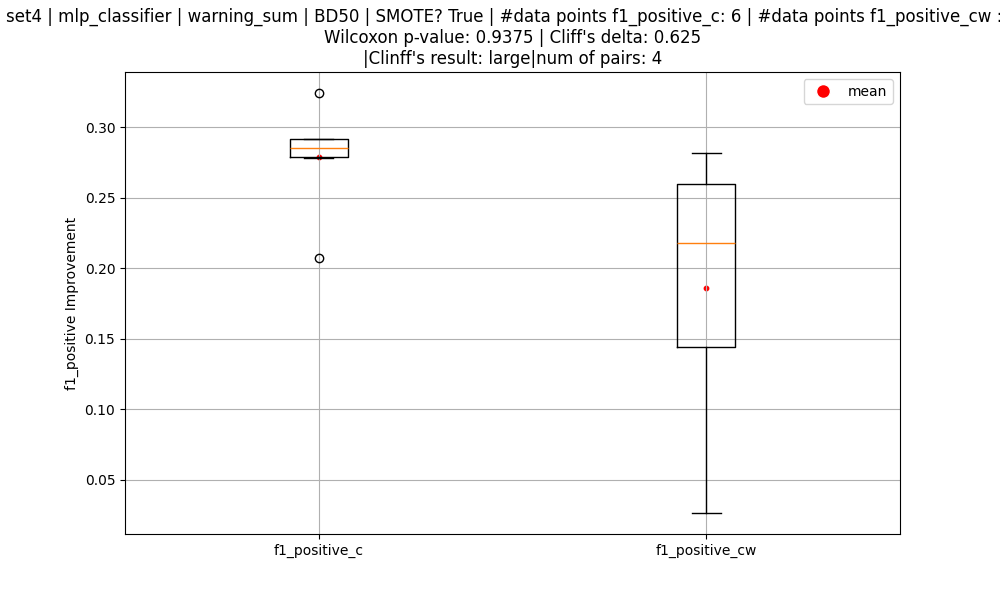 set4 | mlp_classifier | warning_sum | BD50 | SMOTE? True | #data points f1_positive_c: 6 | #data points f1_positive_cw :
Wilcoxon p-value: 0.9375 | Cliff's delta: 0.625
|Clinff's result: large|num of pairs: 4
mean
0.30
0.25
0.20
0.15
0.10
0.05
f1_positive Improvement
f1_positive_c
f1_positive_cw